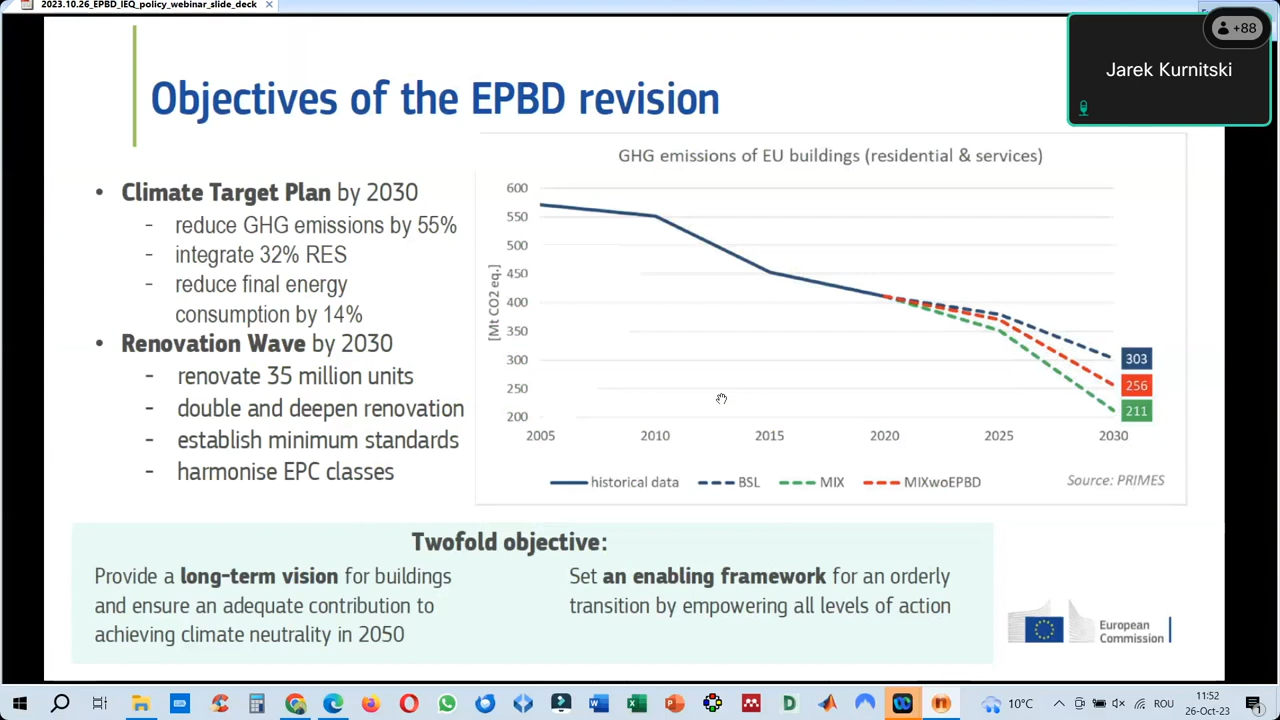 2023.10.26_EPBD_IEQ_policy_webinar_slide_deck
+88
Jarek Kurnitski
Objectives of the EPBD revision
• Climate Target Plan by 2030
- reduce GHG emissions by 55%
- integrate 32% RES
- reduce final energy
consumption by 14%
• Renovation Wave by 2030
- renovate 35 million units
- double and deepen renovation
- establish minimum standards
- harmonise EPC classes
GHG emissions of EU buildings (residential & services)
[Mt CO2 eq.]
600
550
500
450
400
350
300
250
200
2005 2010 2015 2020 2025 2030
303
256
211
historical data BSL MIX MIXwoEPBD
Source: PRIMES
Twofold objective:
Provide a long-term vision for buildings
and ensure an adequate contribution to
achieving climate neutrality in 2050
Set an enabling framework for an orderly
transition by empowering all levels of action
European
Commission
10°C
ROU
11:52
26-Oct-23
1